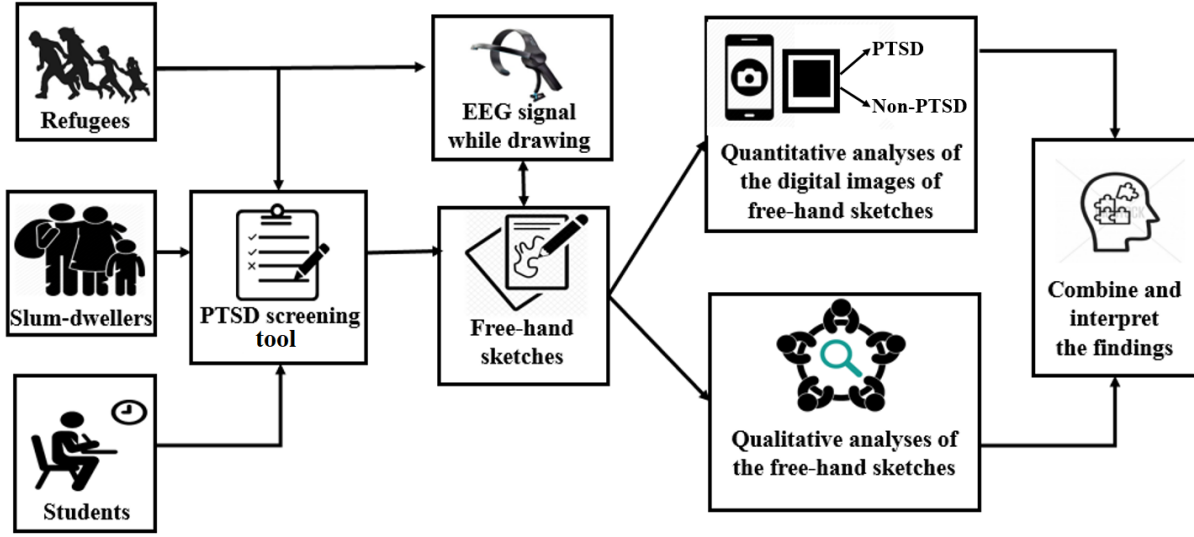 Refugees
EEG signal
while drawing
PTSD
Non-PTSD
Quantitative analyses of
the digital images of
free-hand sketches
Slum-dwellers
PTSD screening
tool
Free-hand
sketches
Combine and
interpret
the findings
Students
Qualitative analyses of
the free-hand sketches